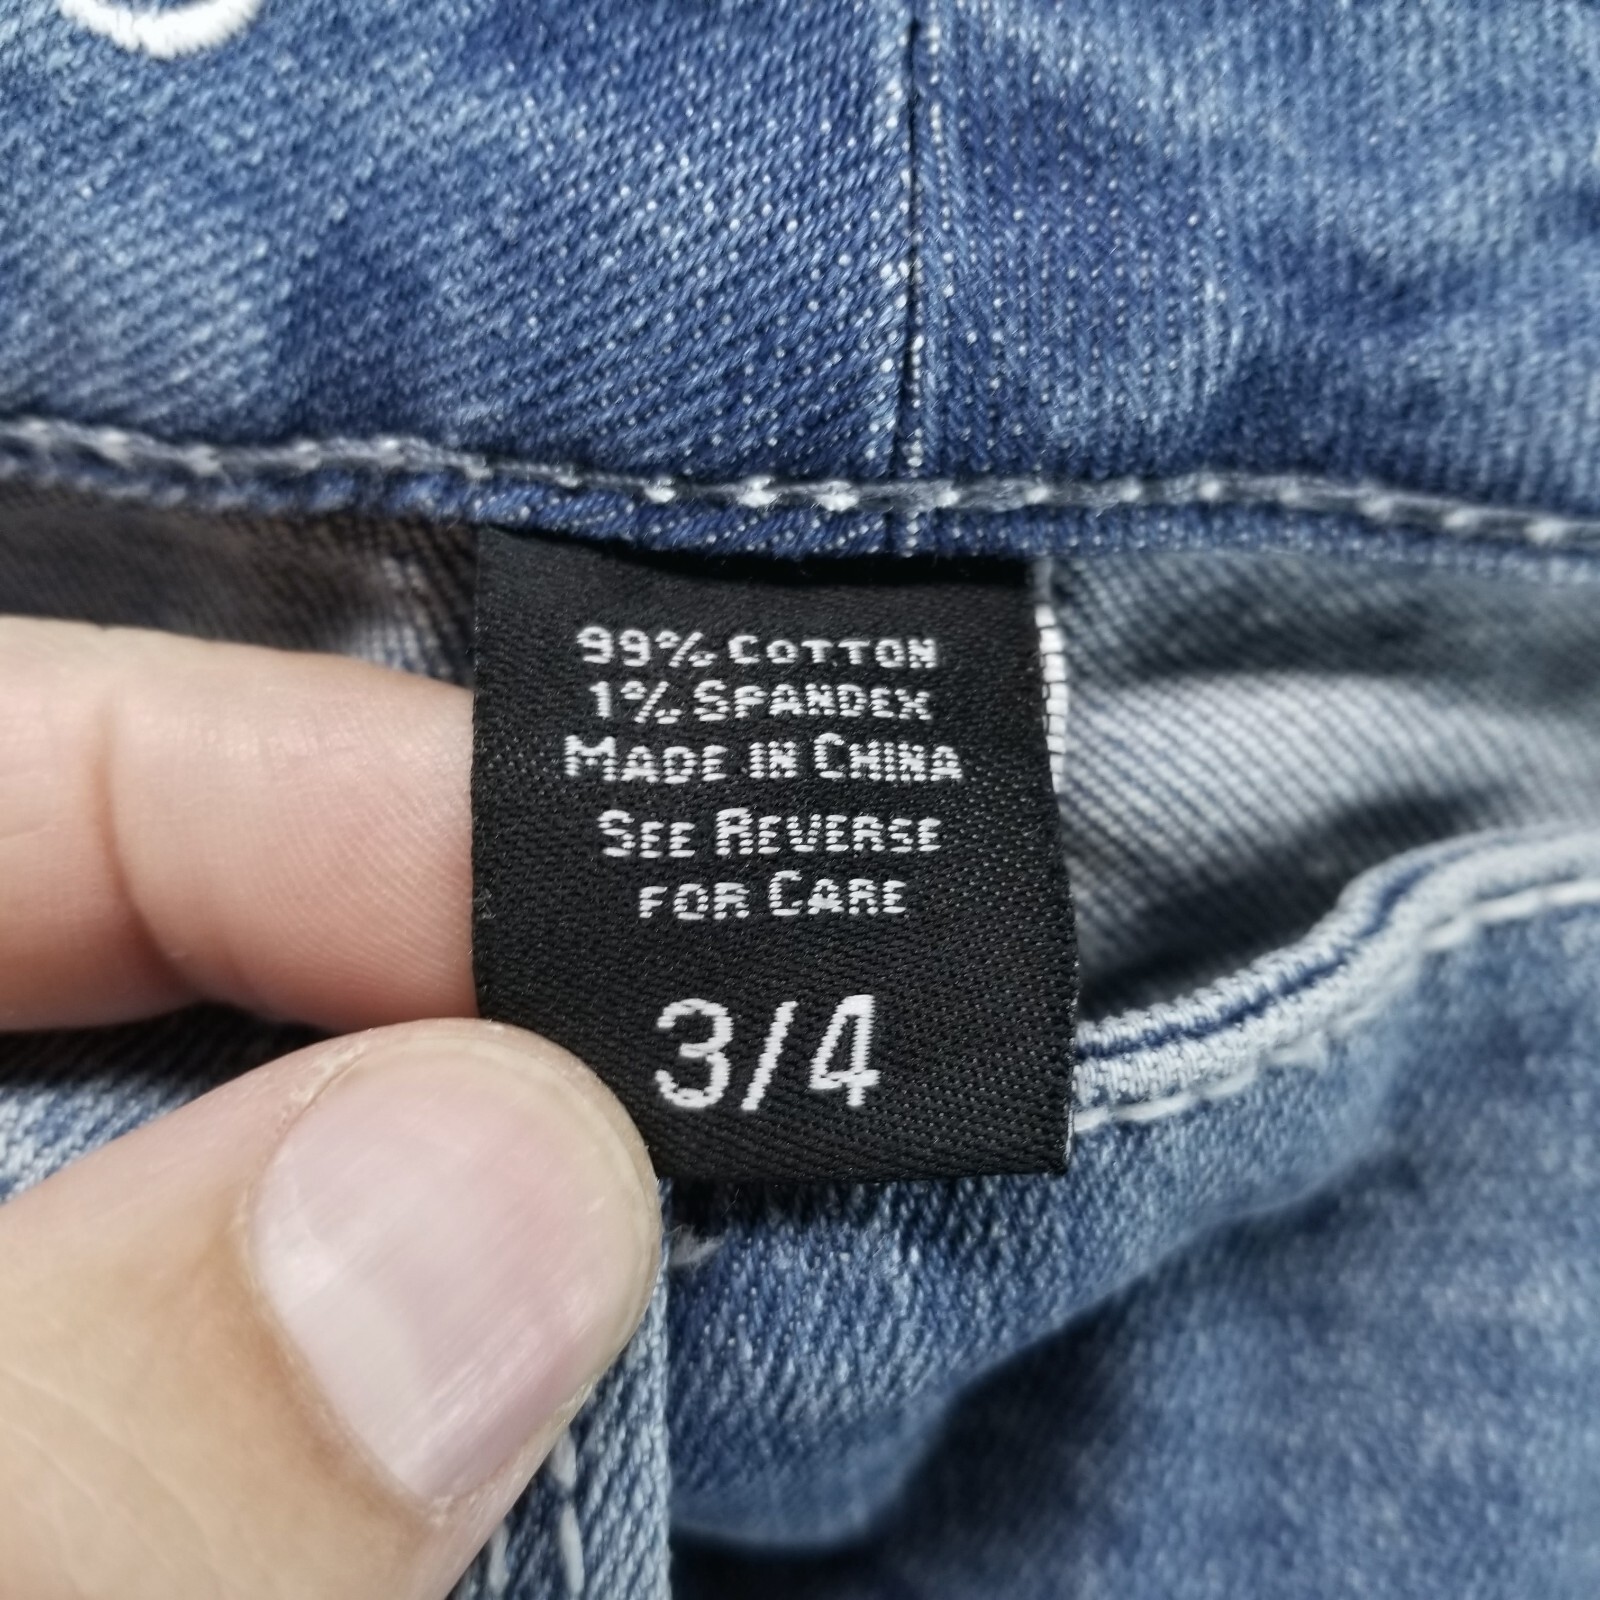 99% COTTON
1% SPANDEX
MADE IN CHINA
SEE REVERSE
FOR CARE
3/4